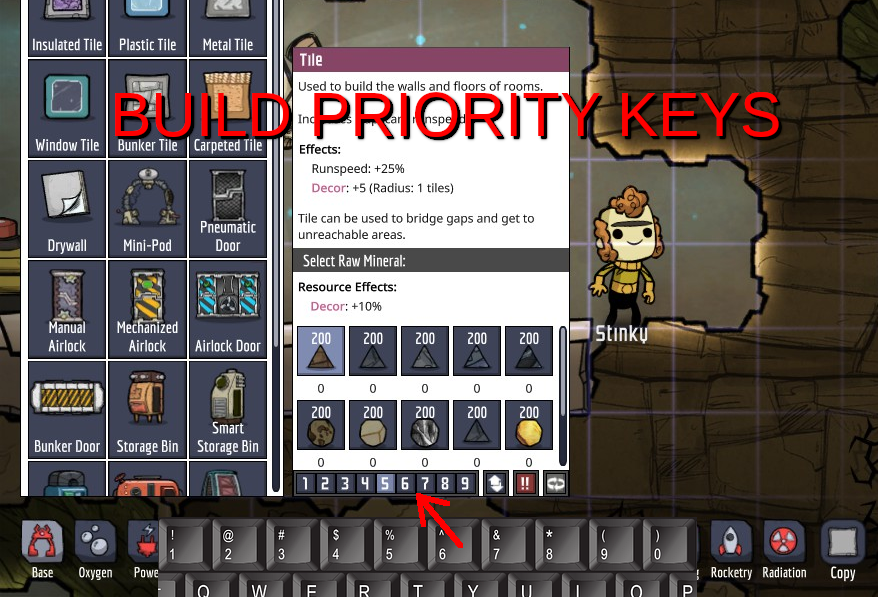 Insulated Tile
Plastic Tile
Metal Tile
Window Tile
Bunker Tile
Carpeted Tile
Drywall
Mini-Pod
Pneumatic
Door
Manual
Airlock
Mechanized
Airlock
Airlock Door
Bunker Door
Storage Bin
Smart
Storage Bin
BUILD PRIORITY KEYS
Tile
Used to build the walls and floors of rooms.
Effects:
Runspeed: +25%
Decor: +5 (Radius: 1 tiles)
Tile can be used to bridge gaps and get to
unreachable areas.
Select Raw Mineral:
Resource Effects:
Decor: +10%
200 200 200 200 200
0 0 0 0 0
200 200 200 200 200
0 0 0 0 0
1 2 3 4 5 6 7 8 9 !!
Stinky
Base
Oxygen
Powe
Rocketry
Radiation
Copy
! @ # $ % ^ & * ( )
1 2 3 4 5 6 7 8 9 0
Q W E R T Y U I O P